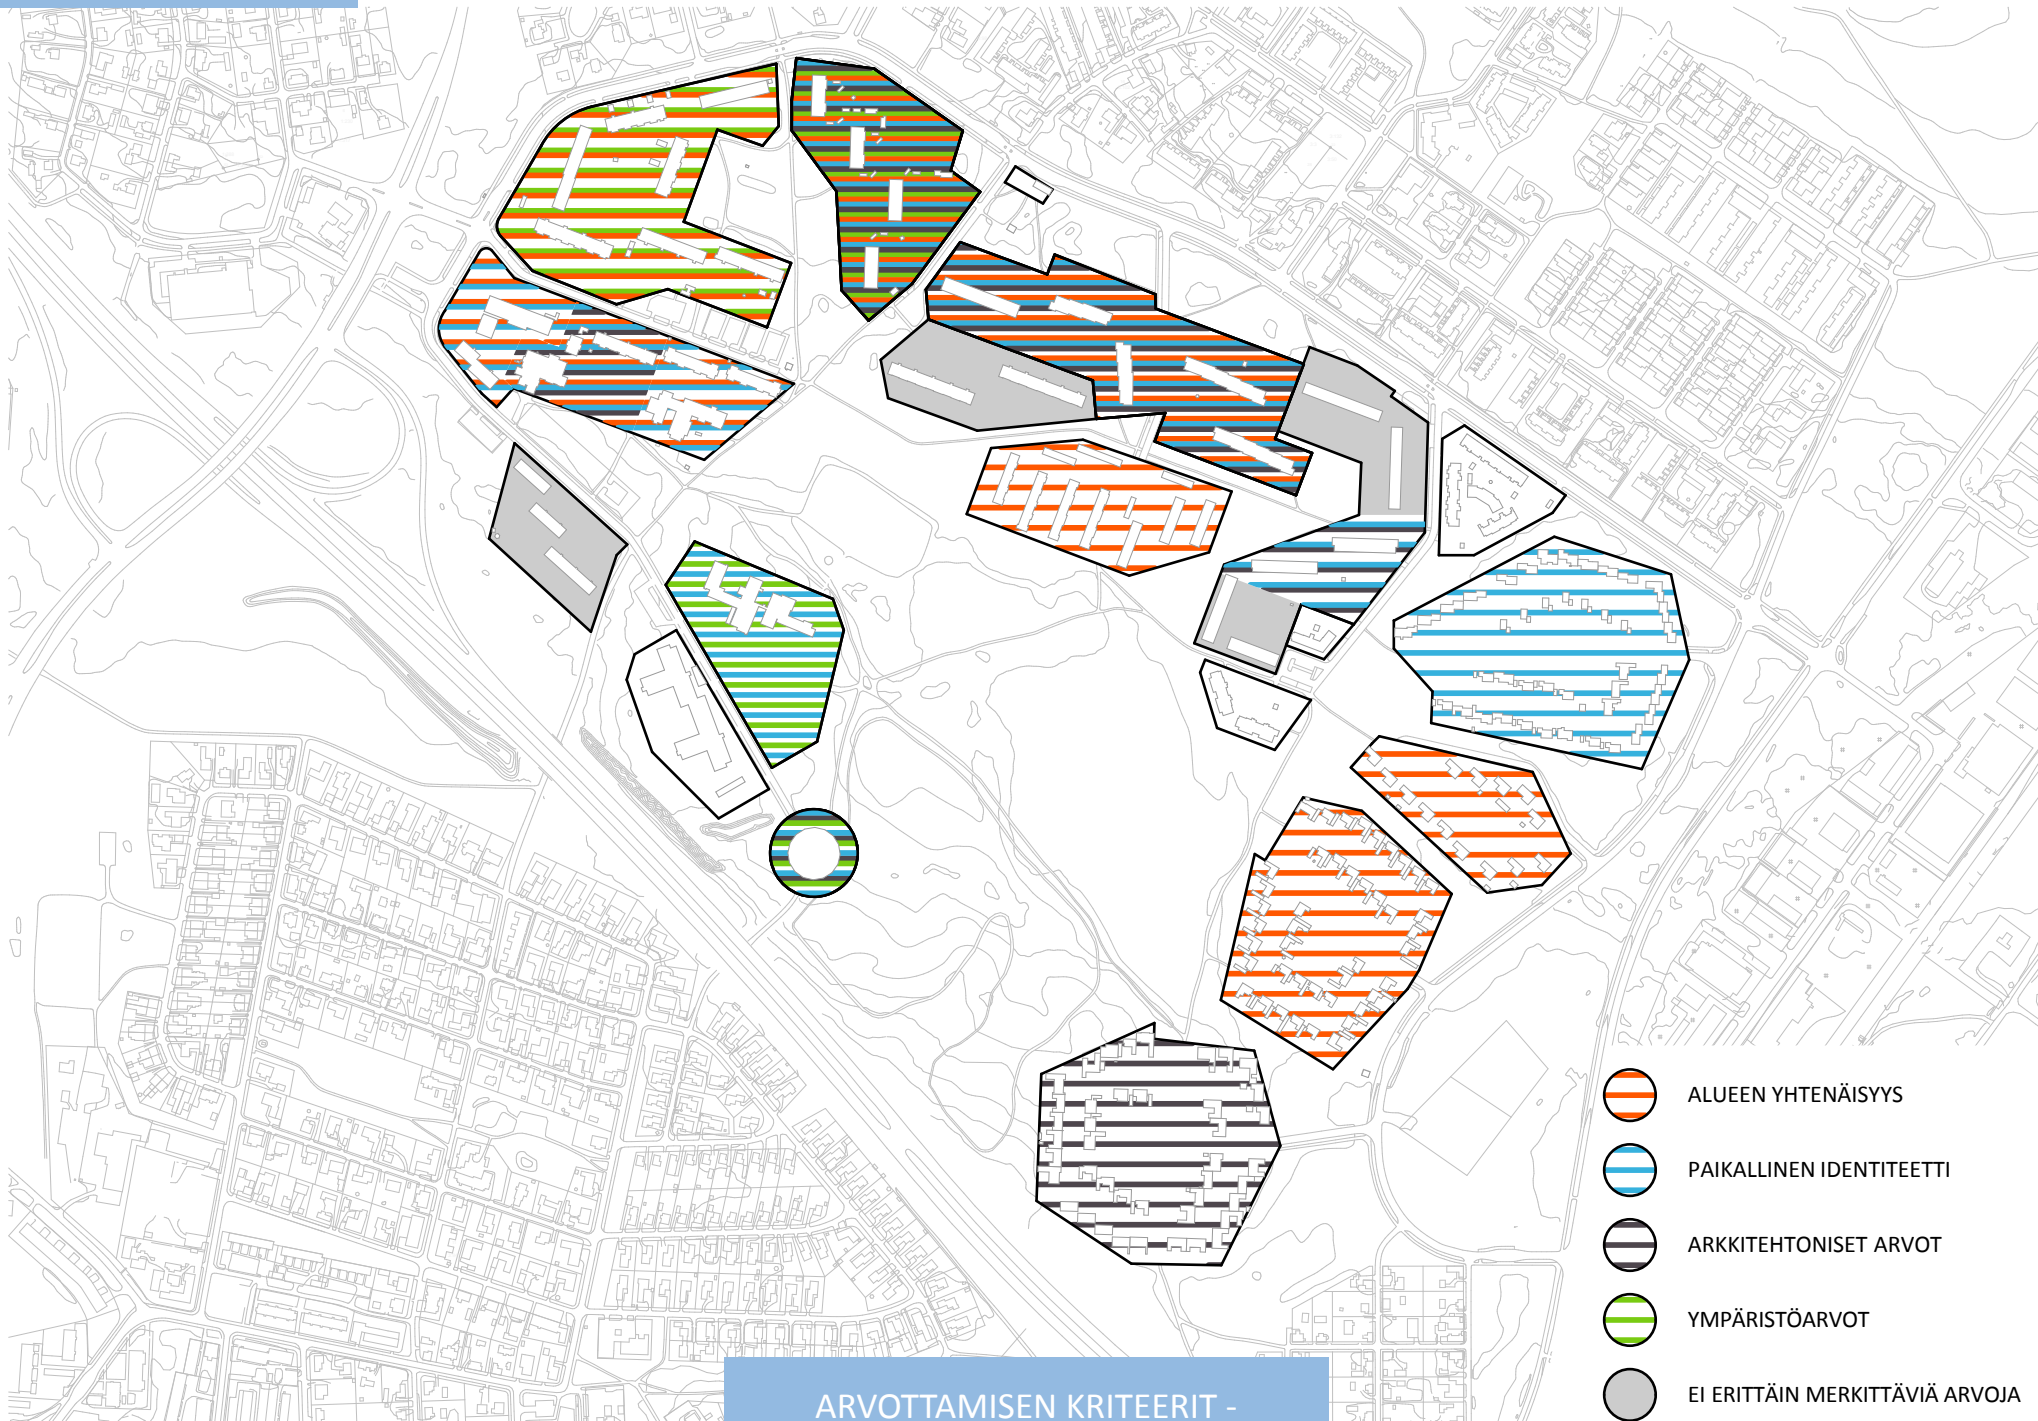 ALUEEN YHTENÄISYYS
PAIKALLINEN IDENTITEETTI
ARKKITEHTONISET ARVOT
YMPÄRISTÖARVOT
EI ERITTÄIN MERKITTÄVIÄ ARVOJA
ARVOTTAMISEN KRITEERIT -